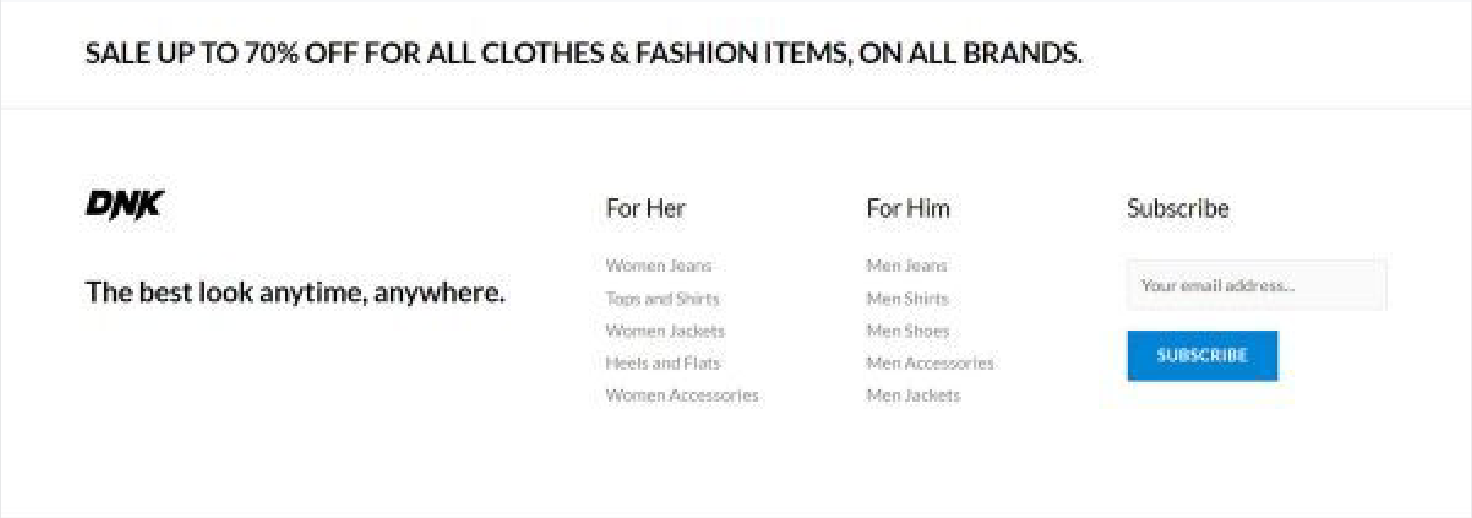 SALE UP TO 70% OFF FOR ALL CLOTHES & FASHION ITEMS, ON ALL BRANDS.
DNK
The best look anytime, anywhere.
For Her
Women Jeans
Tops and Shirts
Women Jackets
Heels and Flats
Women Accessories
For Him
Men Jeans
Men Shirts
Men Shoes
Men Accessories
Men Jackets
Subscribe
Your email address...
SUBSCRIBE